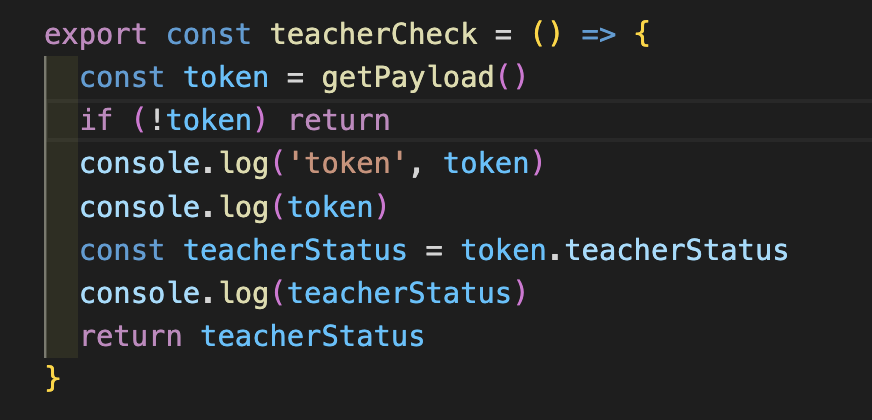 export const teacherCheck = () => {
const token = getPayload()
if (!token) return
console.log('token', token)
console.log(token)
const teacherStatus = token.teacherStatus
console.log(teacherStatus)
return teacherStatus
}